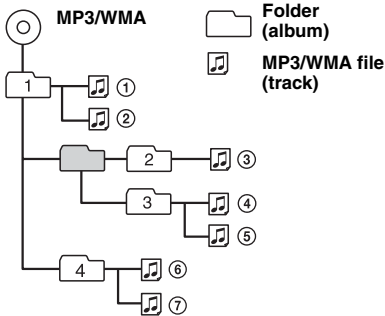 MP3/WMA
Folder
(album)
MP3/WMA file
(track)
1
①
②
2
③
3
④
⑤
4
⑥
⑦